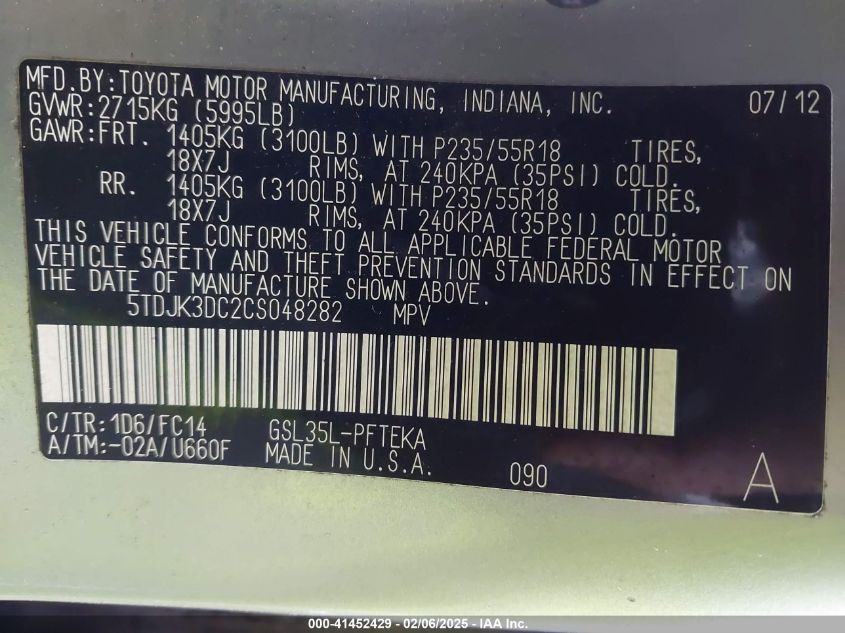 MFD.BY:TOYOTA MOTOR MANUFACTURING, INDIANA, INC. 07/12
GVWR:2715KG (5995LB)
GAWR:FRT. 1405KG (3100LB) WITH P235/55R18 TIRES,
18X7J RIMS, AT 240KPA (35PSI) COLD.
RR. 1405KG (3100LB) WITH P235/55R18 TIRES,
18X7J RIMS, AT 240KPA (35PSI) COLD.
THIS VEHICLE CONFORMS TO ALL APPLICABLE FEDERAL MOTOR
VEHICLE SAFETY AND THEFT PREVENTION STANDARDS IN EFFECT ON
THE DATE OF MANUFACTURE SHOWN ABOVE.
5TDJK3DC2CS048282 MPV
C/TR:1D6/FC14 GSL35L-PFTEKA
A/TM:-02A/U660F MADE IN U.S.A. 090 A
000-41452429 - 02/06/2025 - IAA Inc.